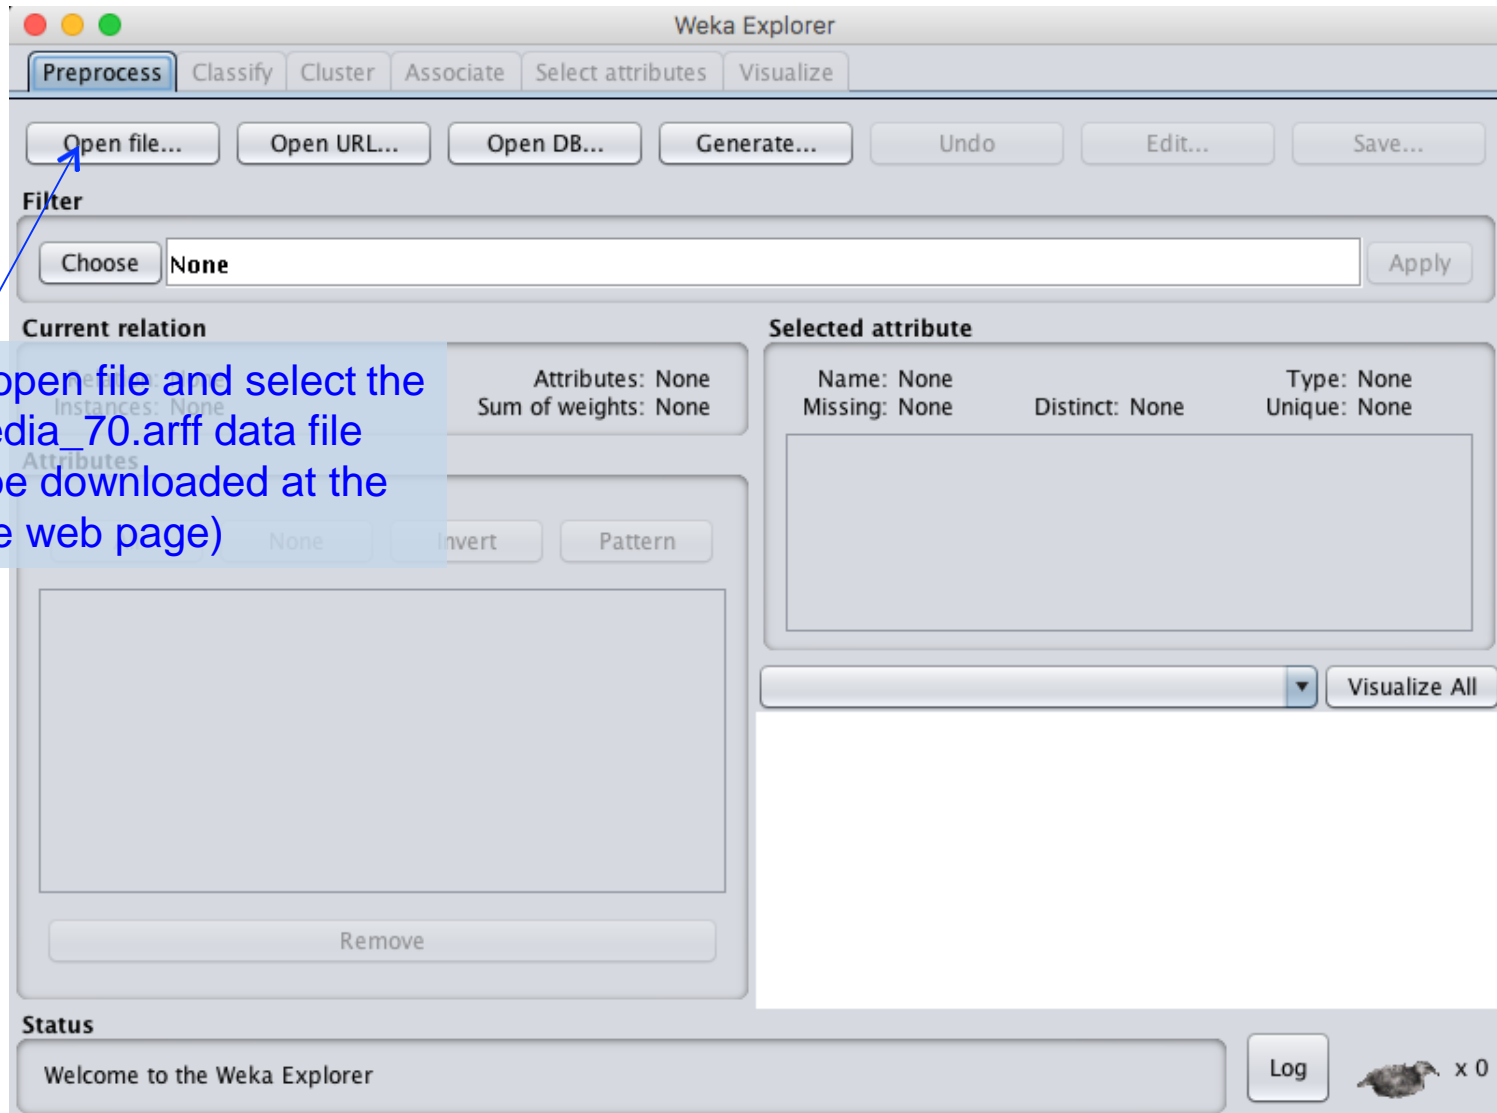 Weka Explorer
Preprocess Classify Cluster Associate Select attributes Visualize
Open file... Open URL... Open DB... Generate... Undo Edit... Save...
Filter
Choose None Apply
Current relation
Relation: None Attributes: None
Instances: None Sum of weights: None
open file and select the
edia_70.arff data file
be downloaded at the
e web page)
Attributes
None Invert Pattern
Remove
Selected attribute
Name: None Type: None
Missing: None Distinct: None Unique: None
Visualize All
Status
Welcome to the Weka Explorer
Log x 0